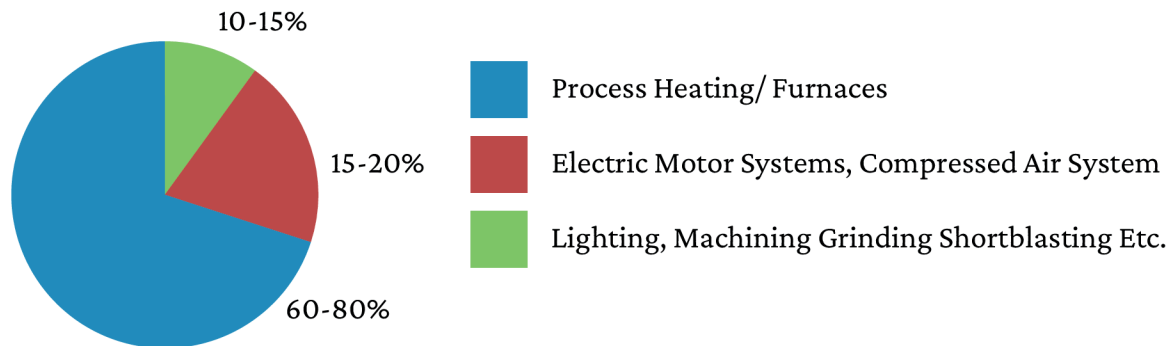 10-15%
15-20%
60-80%
Process Heating/ Furnaces
Electric Motor Systems, Compressed Air System
Lighting, Machining Grinding Shortblasting Etc.